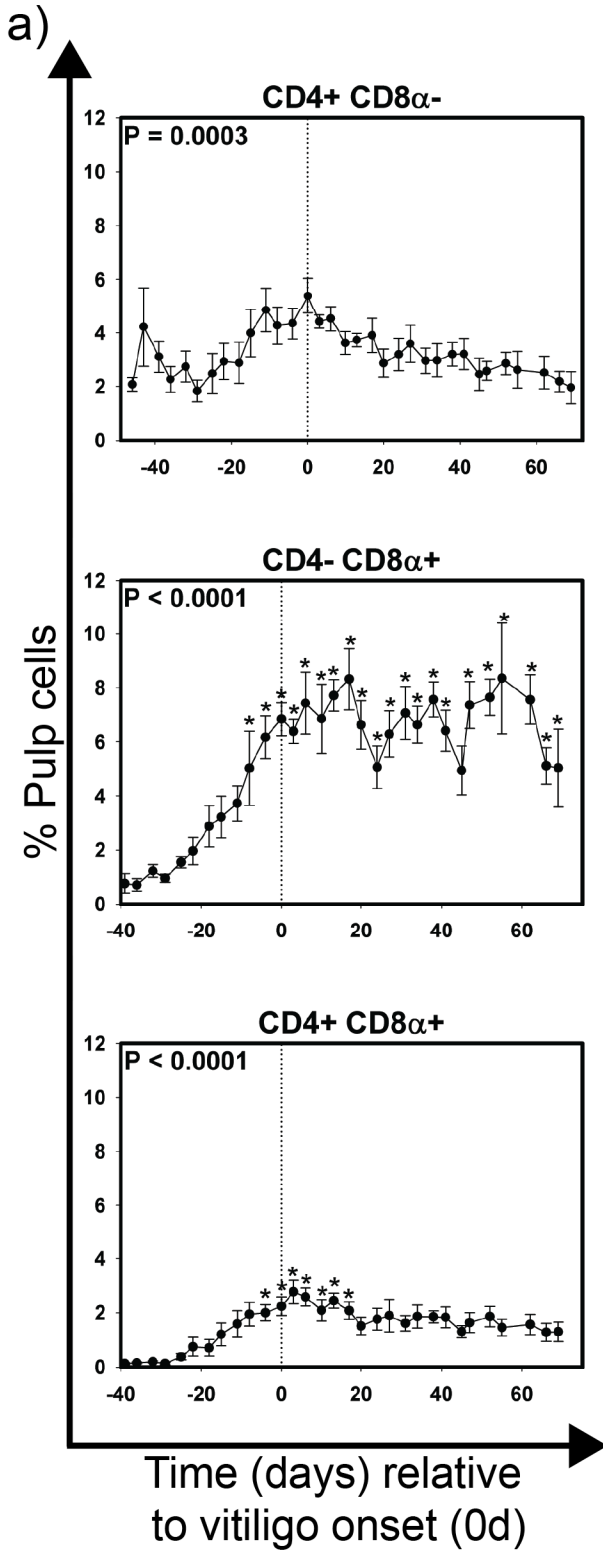 a)
CD4+ CD8α-
P = 0.0003
12
10
8
6
4
2
0
-40 -20 0 20 40 60
CD4- CD8α+
P < 0.0001
12
10
8
6
4
2
0
-40 -20 0 20 40 60
* * * * * * * * * * * * * * * * * * * *
CD4+ CD8α+
P < 0.0001
12
10
8
6
4
2
0
-40 -20 0 20 40 60
* * * * * * *
% Pulp cells
Time (days) relative
to vitiligo onset (0d)